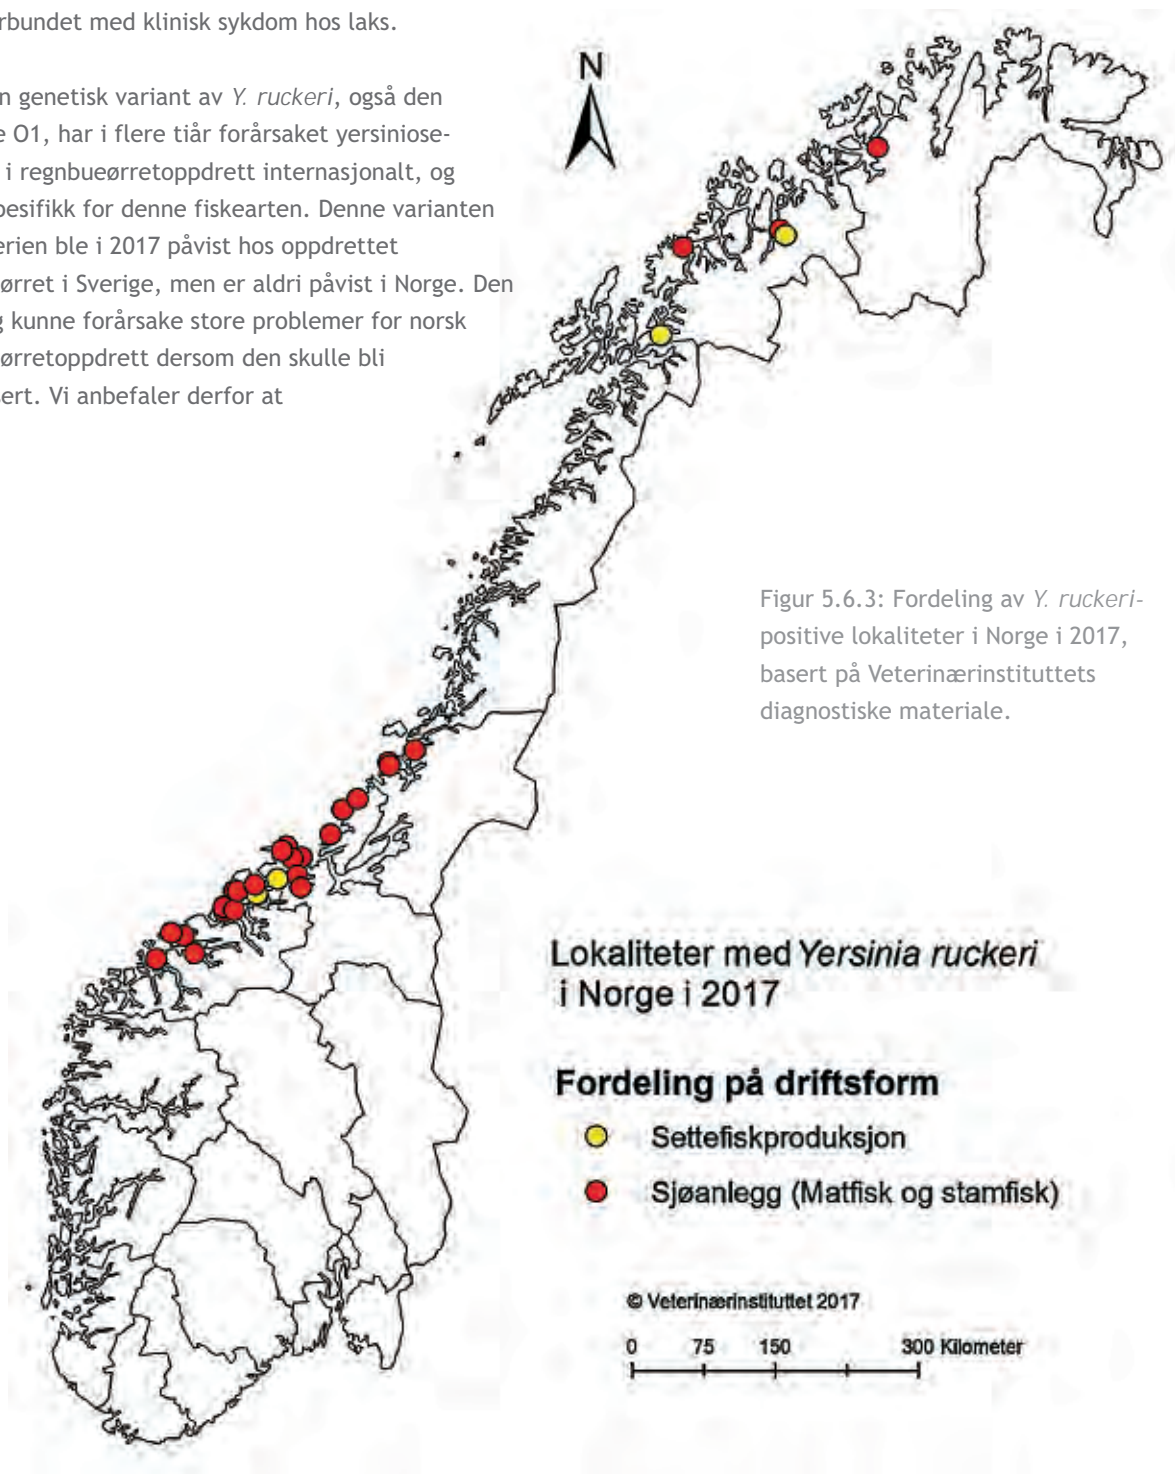 rbundet med klinisk sykdom hos laks.
n genetisk variant av Y. ruckeri, også den
e O1, har i flere tiår forårsaket yersiniose-
i regnbueørretoppdrett internasjonalt, og
pesifikk for denne fiskearten. Denne varianten
erien ble i 2017 påvist hos oppdrettet
ørret i Sverige, men er aldri påvist i Norge. Den
g kunne forårsake store problemer for norsk
ørretoppdrett dersom den skulle bli
sert. Vi anbefaler derfor at
N
Figur 5.6.3: Fordeling av Y. ruckeri-
positive lokaliteter i Norge i 2017,
basert på Veterinærinstituttets
diagnostiske materiale.
Lokaliteter med Yersinia ruckeri
i Norge i 2017
Fordeling på driftsform
Settefiskproduksjon
Sjøanlegg (Matfisk og stamfisk)
© Veterinærinstituttet 2017
0 75 150 300 Kilometer